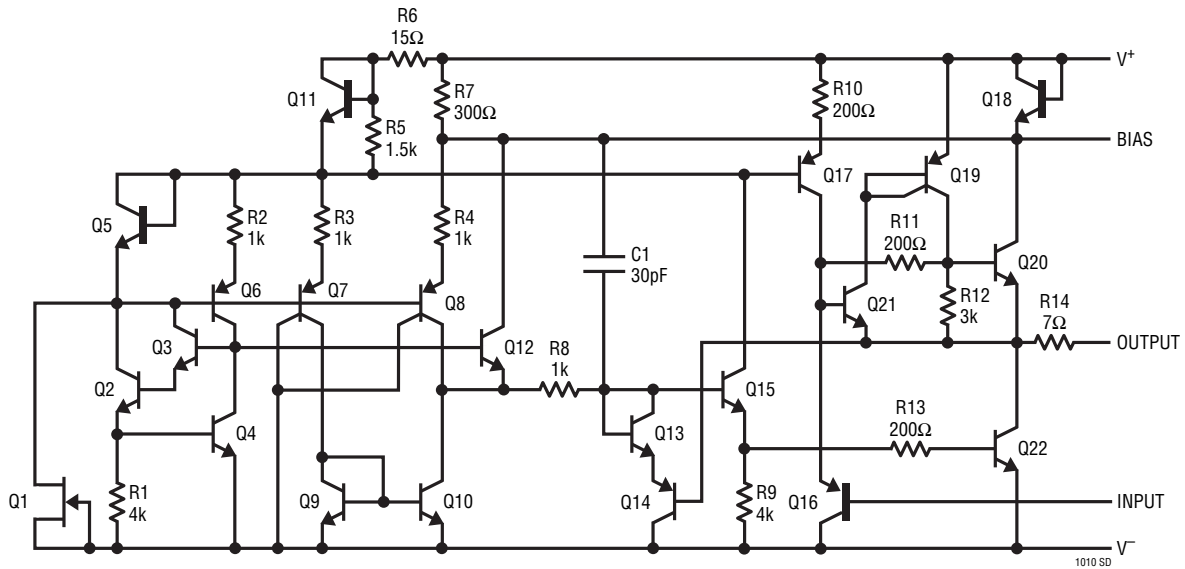 R6
15Ω
V+
R7
300Ω
R10
200Ω
Q11
Q18
R5
1.5k
BIAS
Q17
Q19
Q5
R2
1k
R3
1k
R4
1k
R11
200Ω
C1
30pF
Q20
Q6
Q7
Q8
Q21
R12
3k
R14
7Ω
Q3
Q12
OUTPUT
R8
1k
Q2
Q15
R13
200Ω
Q4
Q13
Q22
Q1
R1
4k
Q9
Q10
Q14
R9
4k
Q16
INPUT
V–
1010 SD